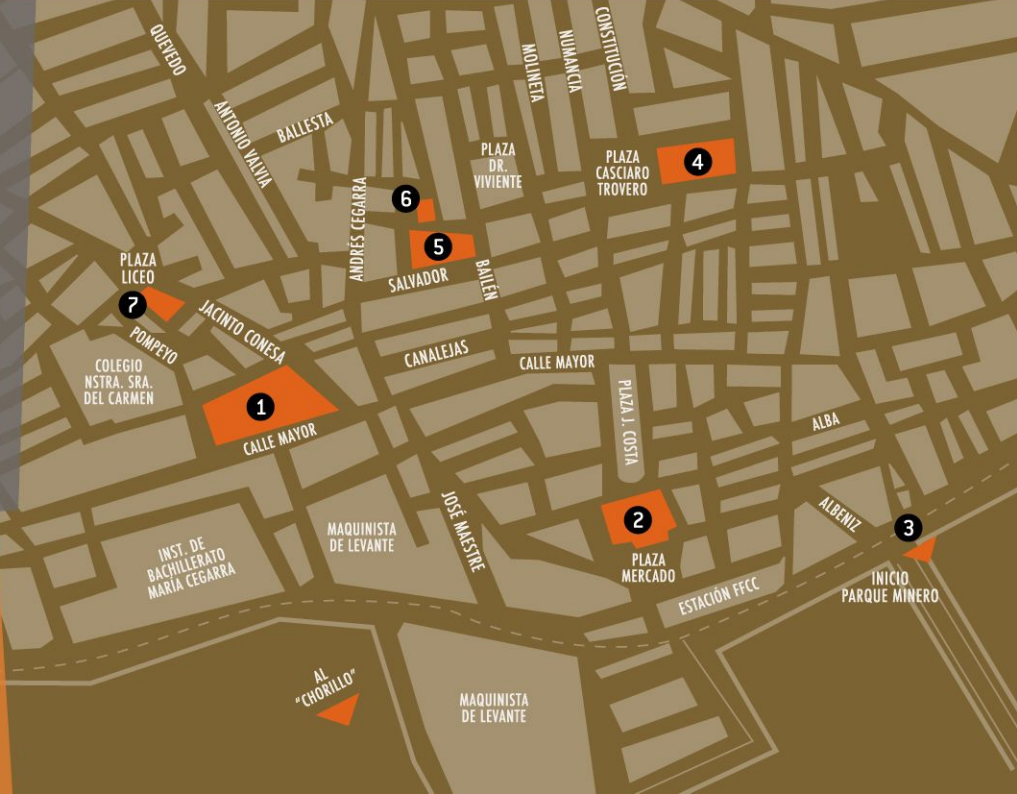 QUEVEDO
ANTONIO VALVIA
BALLESTA
MOLINETA
NUMANCIA
CONSTITUCIÓN
PLAZA
DR.
VIVIENTE
PLAZA
CASCIARO
TROVERO
4
6
ANDRÉS CEGARRA
5
SALVADOR
BAILÉN
PLAZA
LICEO
7
JACINTO CONESA
POMPEYO
COLEGIO
NSTRA. SRA.
DEL CARMEN
CANALEJAS
CALLE MAYOR
PLAZA J. COSTA
1
CALLE MAYOR
ALBA
JOSÉ MAESTRE
ALBENIZ
2
3
PLAZA
MERCADO
MAQUINISTA
DE LEVANTE
INST. DE
BACHILLERATO
MARÍA CEGARRA
ESTACIÓN FFCC
INICIO
PARQUE MINERO
AL
"CHORILLO"
MAQUINISTA
DE LEVANTE